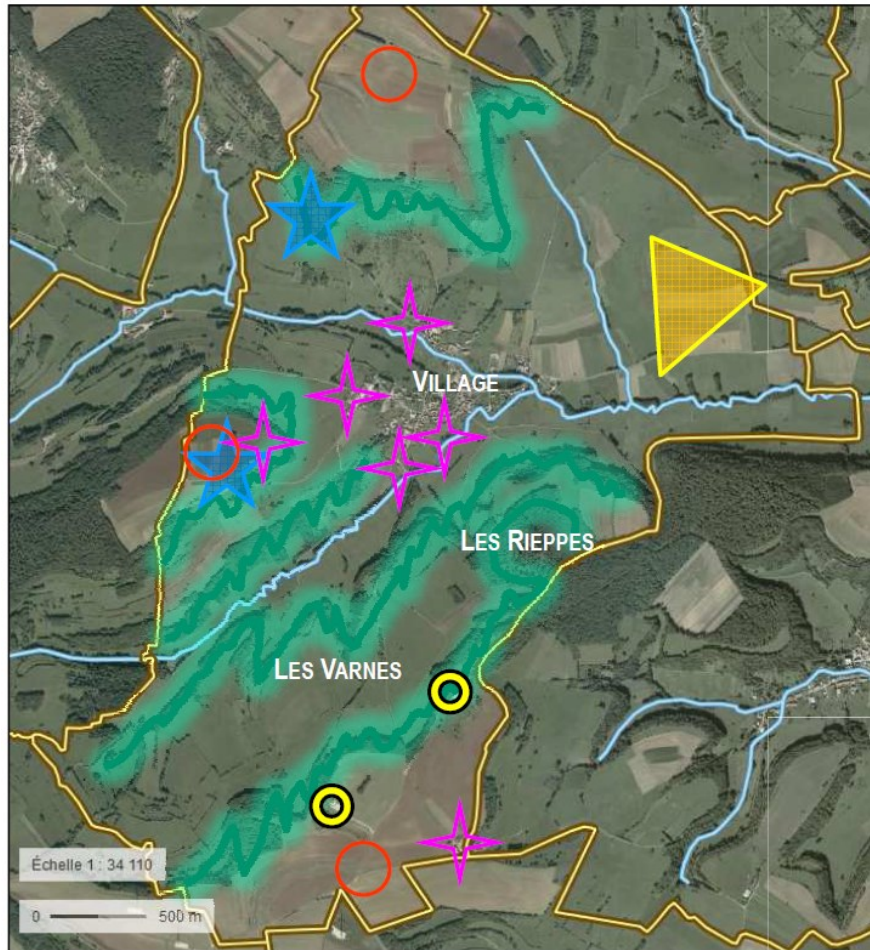 VILLAGE
LES RIEPPES
LES VARNES
Échelle 1 : 34 110
0 500 m